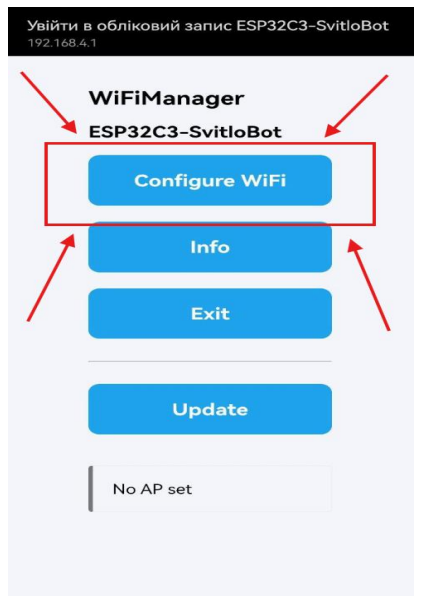 Увійти в обліковий запис ESP32C3-SvitloBot
192.168.4.1
WiFiManager
ESP32C3-SvitloBot
Configure WiFi
Info
Exit
Update
No AP set